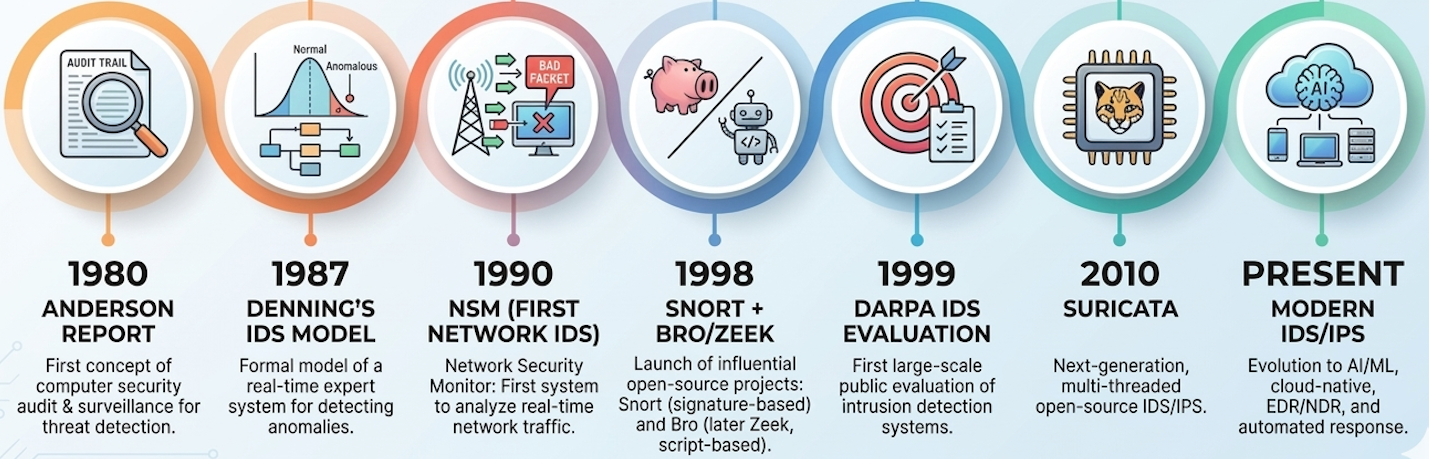 AUDIT TRAIL
Normal
Anomalous
BAD
FACKET
</>
AI
1980
ANDERSON
REPORT
First concept of
computer security
audit & surveillance for
threat detection.
1987
DENNING'S
IDS MODEL
Formal model of a
real-time expert
system for detecting
anomalies.
1990
NSM (FIRST
NETWORK IDS)
Network Security
Monitor: First system
to analyze real-time
network traffic.
1998
SNORT +
BRO/ZEEK
Launch of influential
open-source projects:
Snort (signature-based)
and Bro (later Zeek,
script-based).
1999
DARPA IDS
EVALUATION
First large-scale
public evaluation of
intrusion detection
systems.
2010
SURICATA
Next-generation,
multi-threaded
open-source IDS/IPS.
PRESENT
MODERN
IDS/IPS
Evolution to AI/ML,
cloud-native,
EDR/NDR, and
automated response.